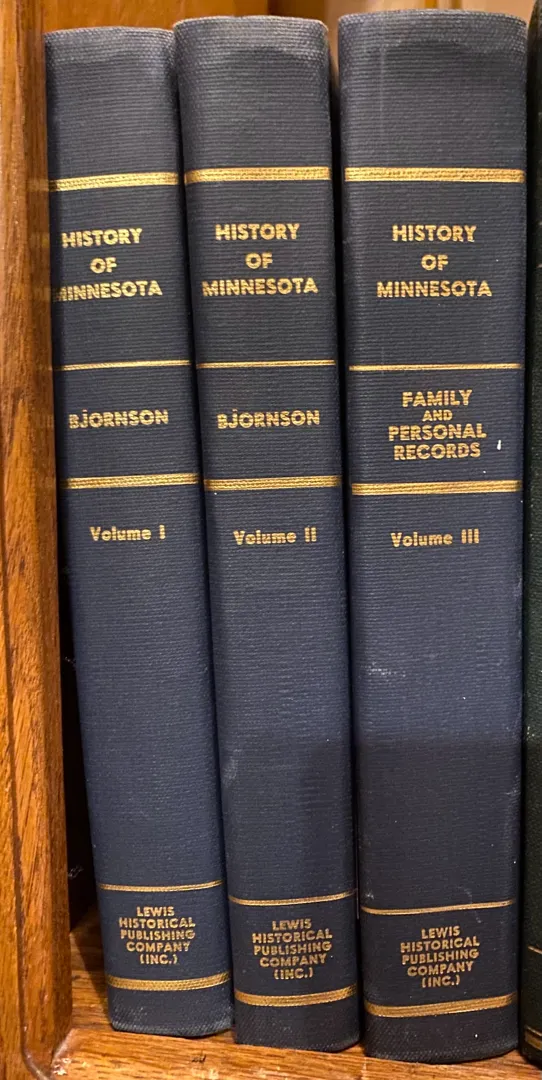 HISTORY
OF
MINNESOTA
BJORNSON
Volume I
LEWIS
HISTORICAL
PUBLISHING
COMPANY
(INC.)
HISTORY
OF
MINNESOTA
BJORNSON
Volume II
LEWIS
HISTORICAL
PUBLISHING
COMPANY
(INC.)
HISTORY
OF
MINNESOTA
FAMILY
AND
PERSONAL
RECORDS
Volume III
LEWIS
HISTORICAL
PUBLISHING
COMPANY
(INC.)